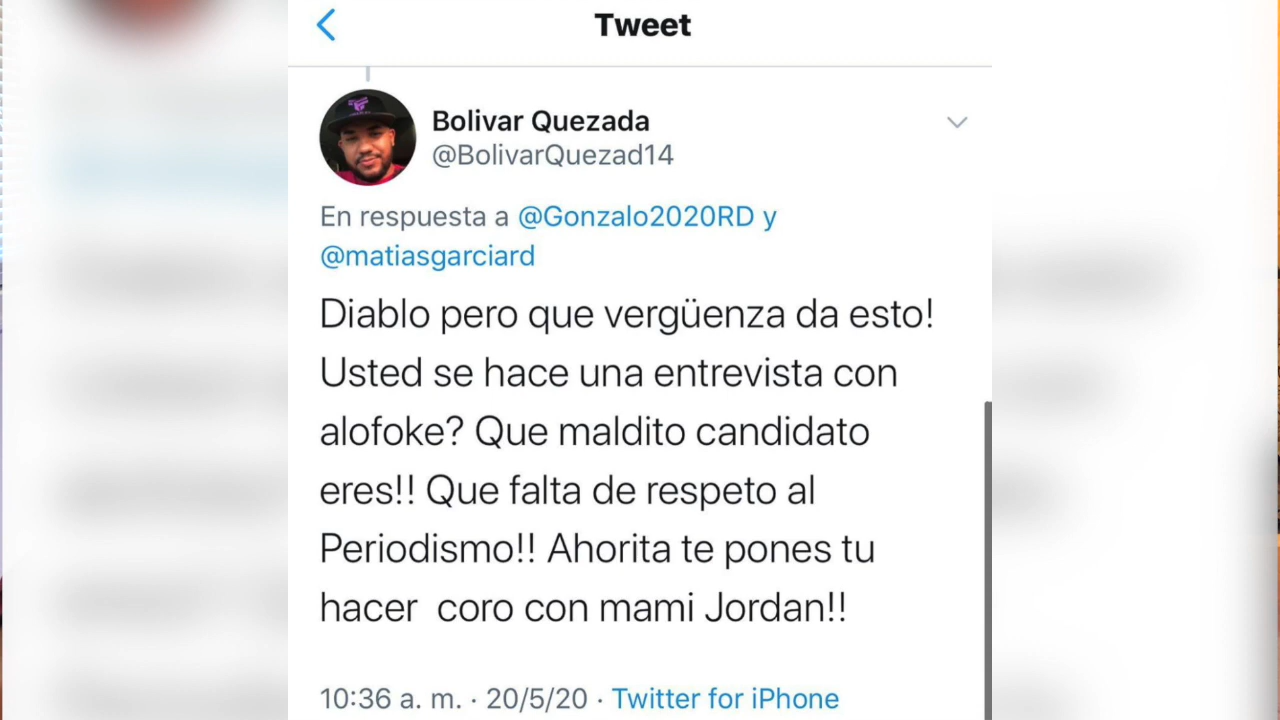 Tweet
Bolivar Quezada
@BolivarQuezad14
En respuesta a @Gonzalo2020RD y
@matiasgarciard
Diablo pero que vergüenza da esto!
Usted se hace una entrevista con
alofoke? Que maldito candidato
eres!! Que falta de respeto al
Periodismo!! Ahorita te pones tu
hacer  coro con mami Jordan!!
10:36 a. m. · 20/5/20 · Twitter for iPhone